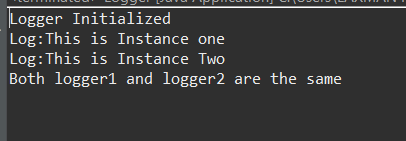 Logger Initialized
Log:This is Instance one
Log:This is Instance Two
Both logger1 and logger2 are the same